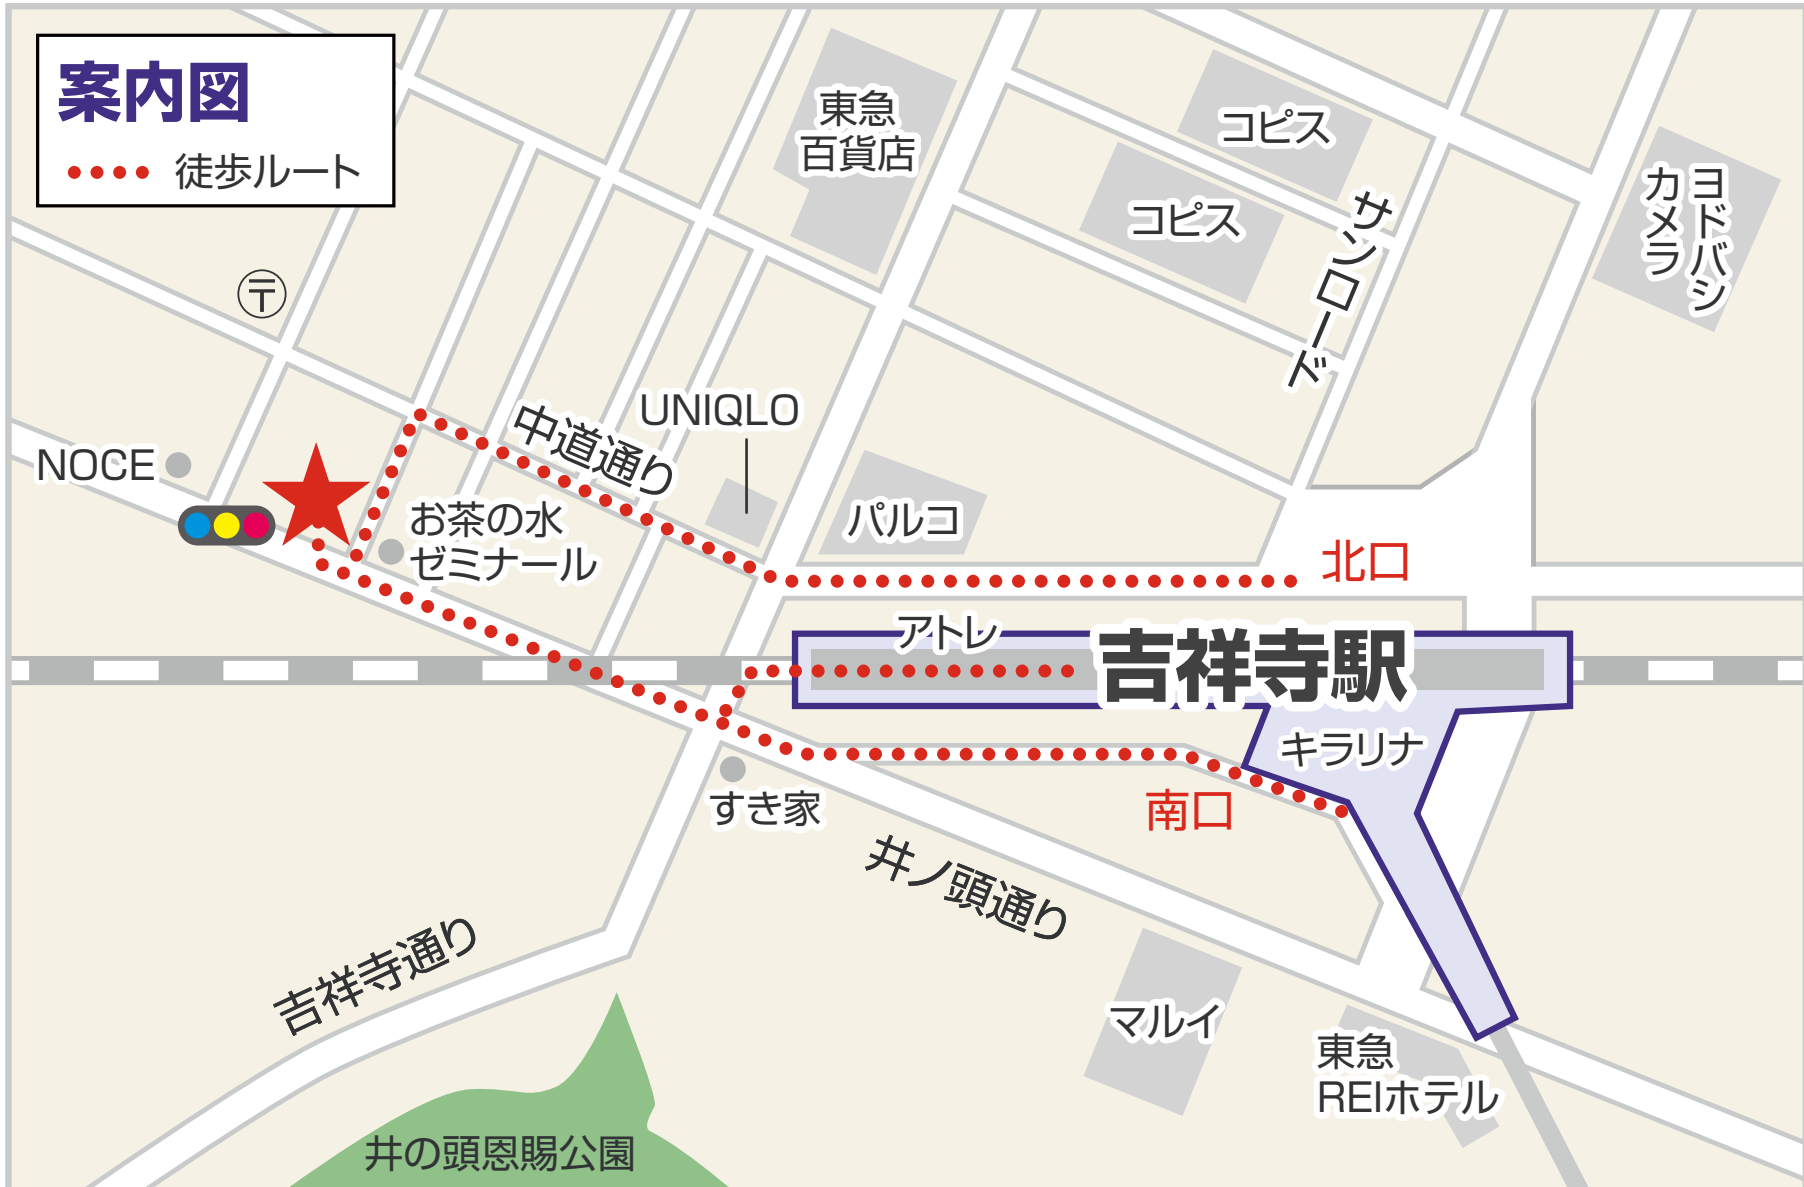 案内図
徒歩ルート
東急
百貨店
コピス
コピス
サンロード
ヨドバシ
カメラ
〒
UNIQLO
中道通り
NOCE
お茶の水
ゼミナール
パルコ
北口
アトレ
吉祥寺駅
キラリナ
南口
すき家
井ノ頭通り
吉祥寺通り
マルイ
東急
REIホテル
井の頭恩賜公園